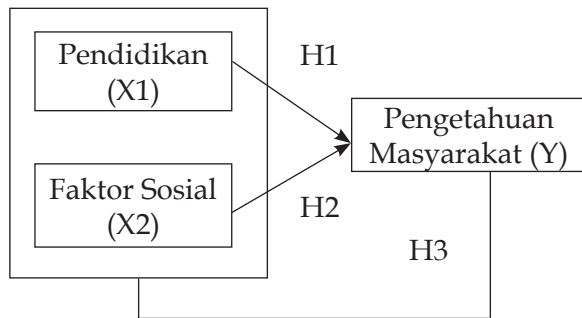 Pendidikan
(X1)
H1
Pengetahuan
Masyarakat (Y)
Faktor Sosial
(X2)
H2
H3